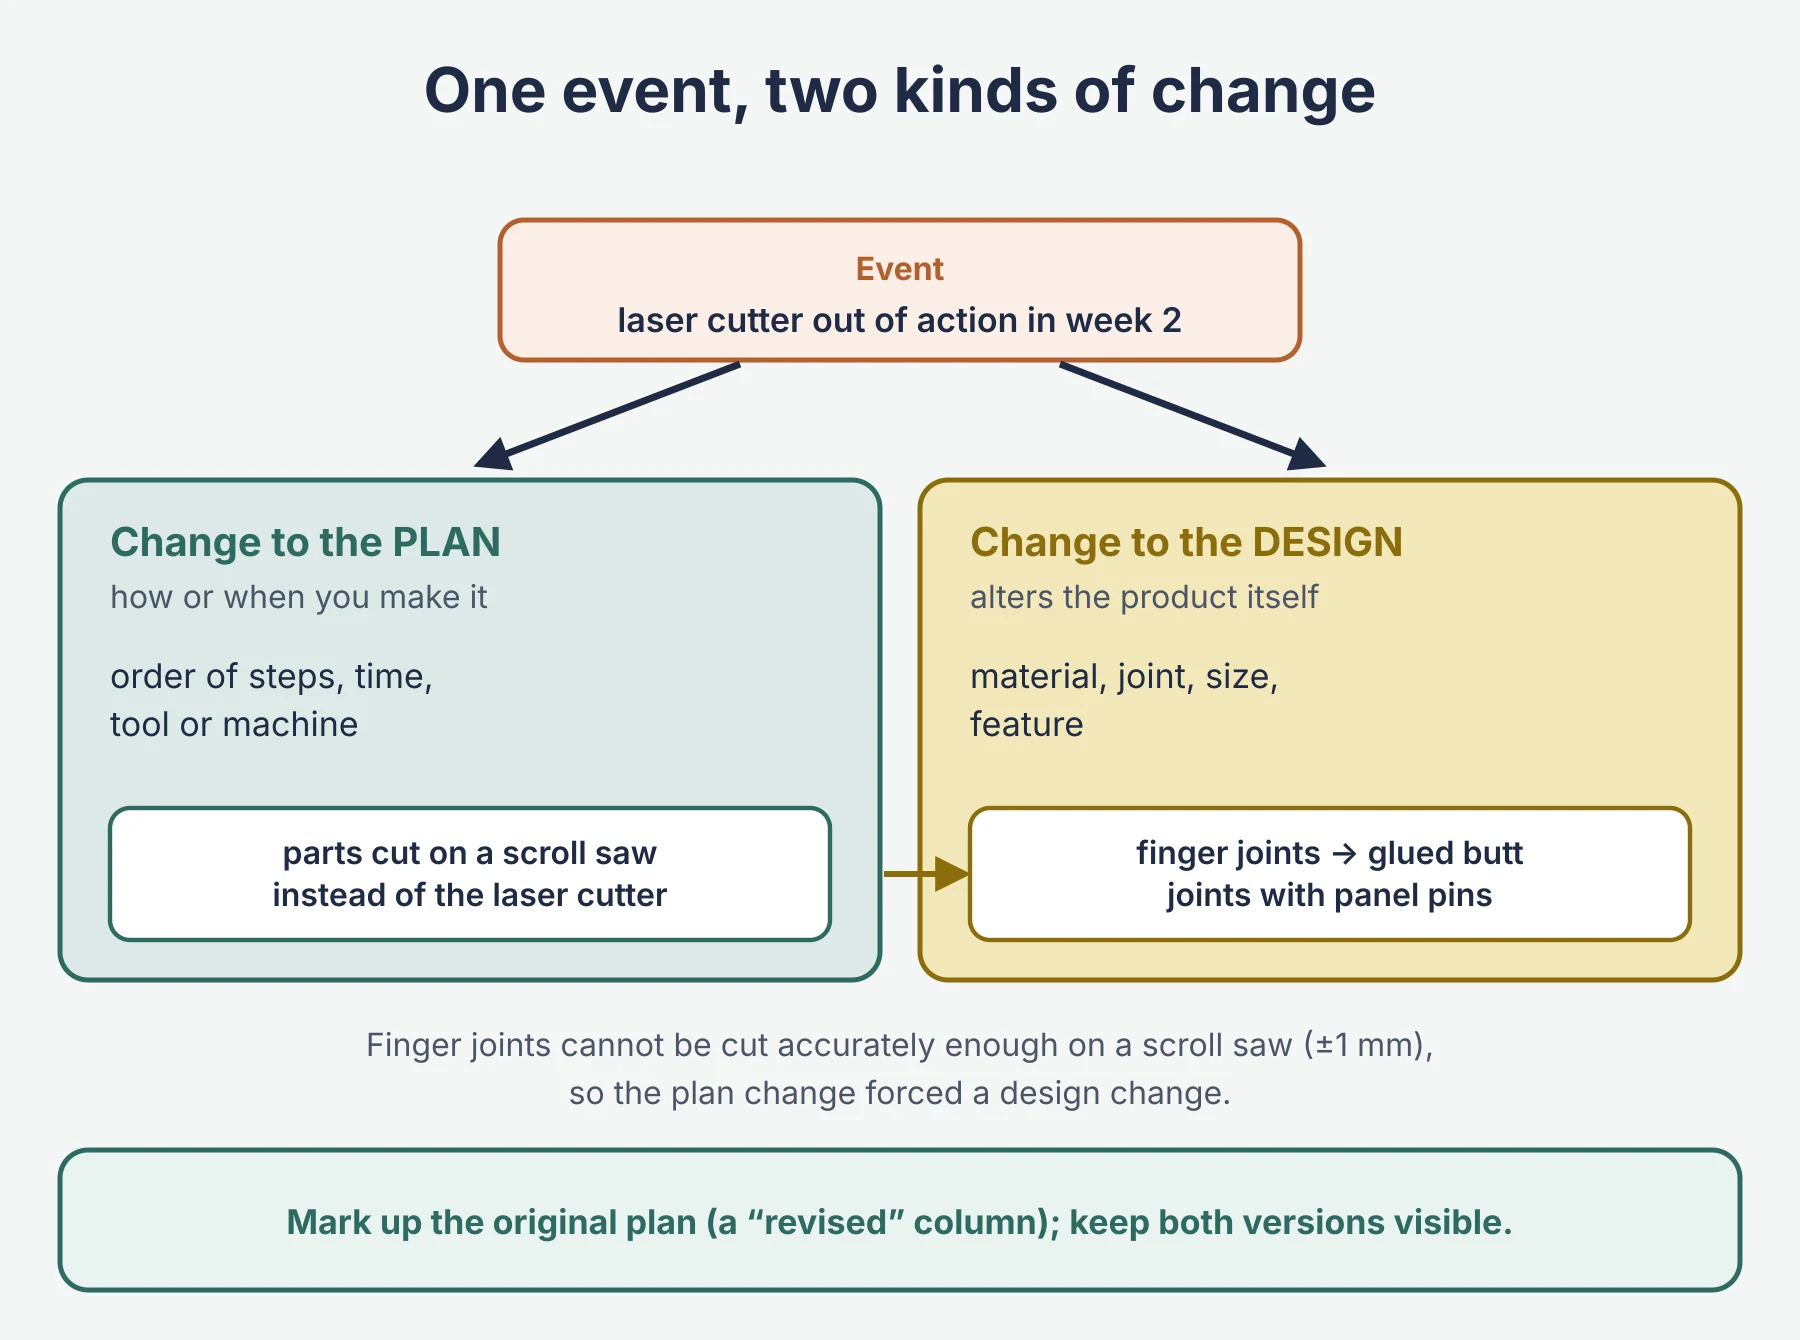 One event, two kinds of change
Event
laser cutter out of action in week 2
Change to the PLAN
how or when you make it
order of steps, time,
tool or machine
parts cut on a scroll saw
instead of the laser cutter
Change to the DESIGN
alters the product itself
material, joint, size,
feature
finger joints → glued butt
joints with panel pins
Finger joints cannot be cut accurately enough on a scroll saw (±1 mm),
so the plan change forced a design change.
Mark up the original plan (a “revised” column); keep both versions visible.